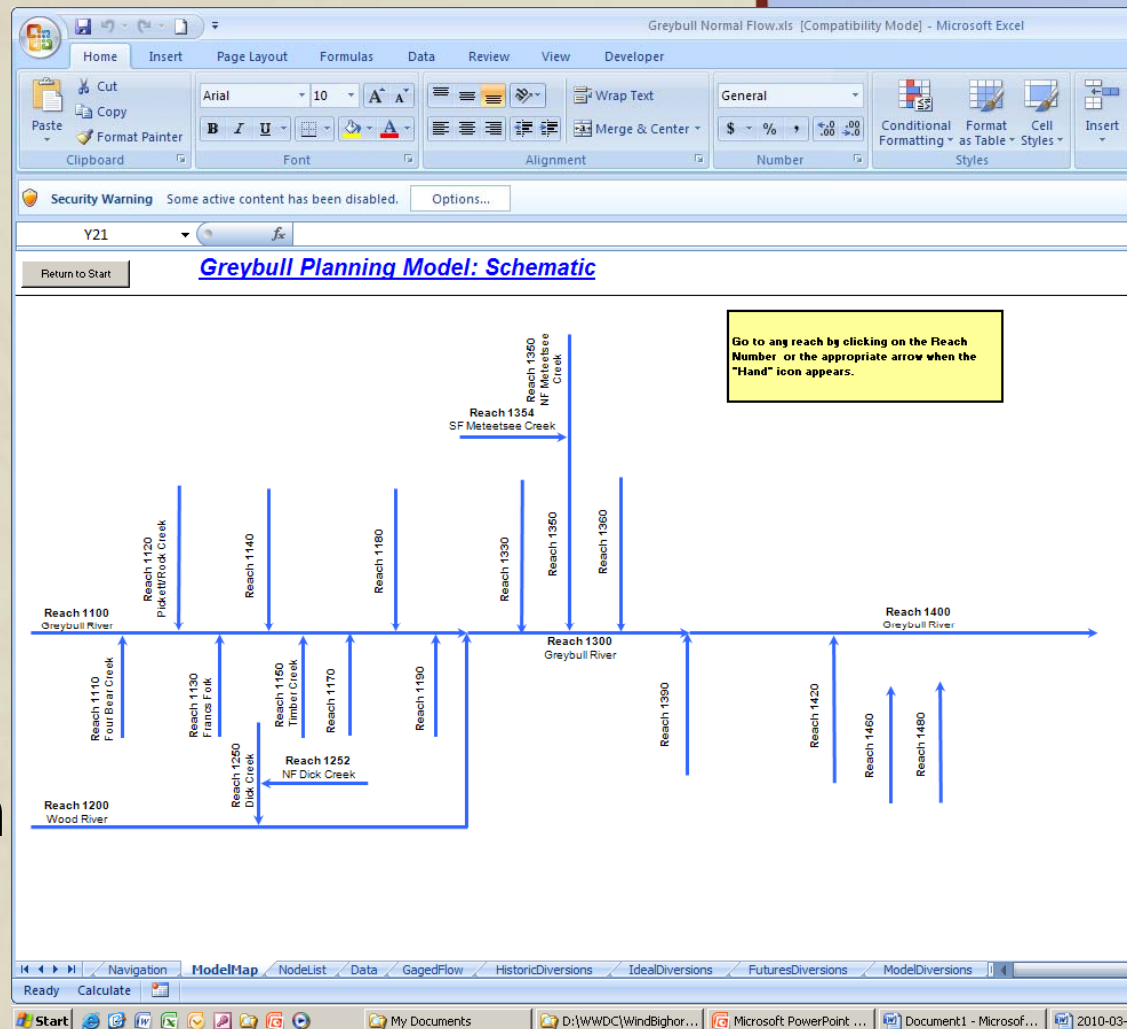 Greybull Normal Flow.xls [Compatibility Mode] - Microsoft Excel
Home Insert Page Layout Formulas Data Review View Developer
Paste
Cut
Copy
Format Painter
Clipboard
Arial 10
B I U
Font
Wrap Text
Merge & Center
Alignment
General
$ % ,
Number
Conditional Formatting
Format as Table
Cell Styles
Styles
Insert
Security Warning Some active content has been disabled. Options...
Y21 fx
Return to Start
Greybull Planning Model: Schematic
Go to any reach by clicking on the Reach
Number or the appropriate arrow when the
"Hand" icon appears.
Reach 1350
NF Meteetsee
Creek
Reach 1354
SF Meteetsee Creek
Reach 1120
Pickett/Rock Creek
Reach 1140
Reach 1180
Reach 1330
Reach 1350
Reach 1360
Reach 1100
Greybull River
Reach 1300
Greybull River
Reach 1400
Greybull River
Reach 1110
Four Bear Creek
Reach 1130
Francs Fork
Reach 1150
Timber Creek
Reach 1170
Reach 1190
Reach 1390
Reach 1420
Reach 1460
Reach 1480
Reach 1250
Dick Creek
Reach 1252
NF Dick Creek
Reach 1200
Wood River
Navigation ModelMap NodeList Data GagedFlow HistoricDiversions IdealDiversions FuturesDiversions ModelDiversions
Ready Calculate
Start My Documents D:\WWDC\WindBighor... Microsoft PowerPoint ... Document1 - Microsof... 2010-03-